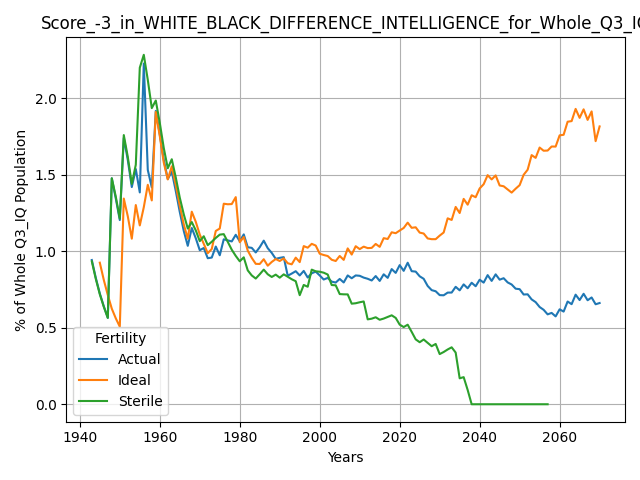 Score_-3_in_WHITE_BLACK_DIFFERENCE_INTELLIGENCE_for_Whole_Q3_IQ
% of Whole Q3_IQ Population
2.0
1.5
1.0
0.5
0.0
Fertility
Actual
Ideal
Sterile
1940 1960 1980 2000 2020 2040 2060
Years